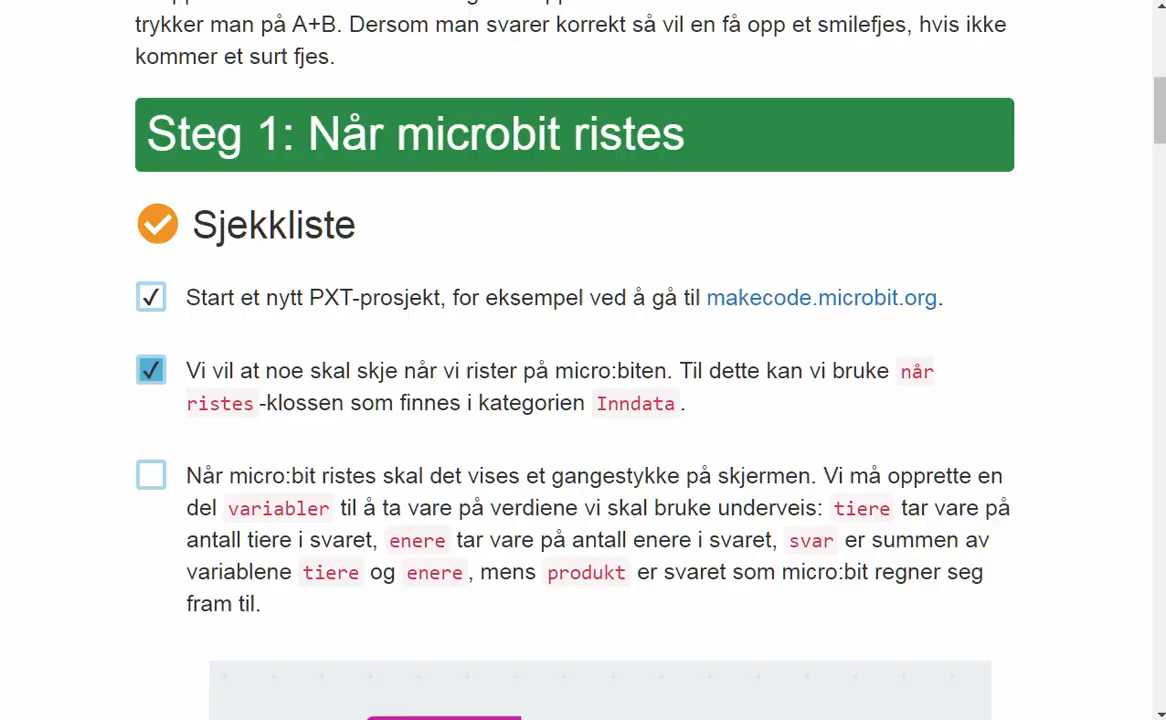 trykker man på A+B. Dersom man svarer korrekt så vil en få opp et smilefjes, hvis ikke
kommer et surt fjes.
Steg 1: Når microbit ristes
Sjekkliste
Start et nytt PXT-prosjekt, for eksempel ved å gå til makecode.microbit.org.
Vi vil at noe skal skje når vi rister på micro:biten. Til dette kan vi bruke når
ristes-klossen som finnes i kategorien Inndata.
Når micro:bit ristes skal det vises et gangestykke på skjermen. Vi må opprette en
del variabler til å ta vare på verdiene vi skal bruke underveis: tiere tar vare på
antall tiere i svaret, enere tar vare på antall enere i svaret, svar er summen av
variablene tiere og enere, mens produkt er svaret som micro:bit regner seg
fram til.